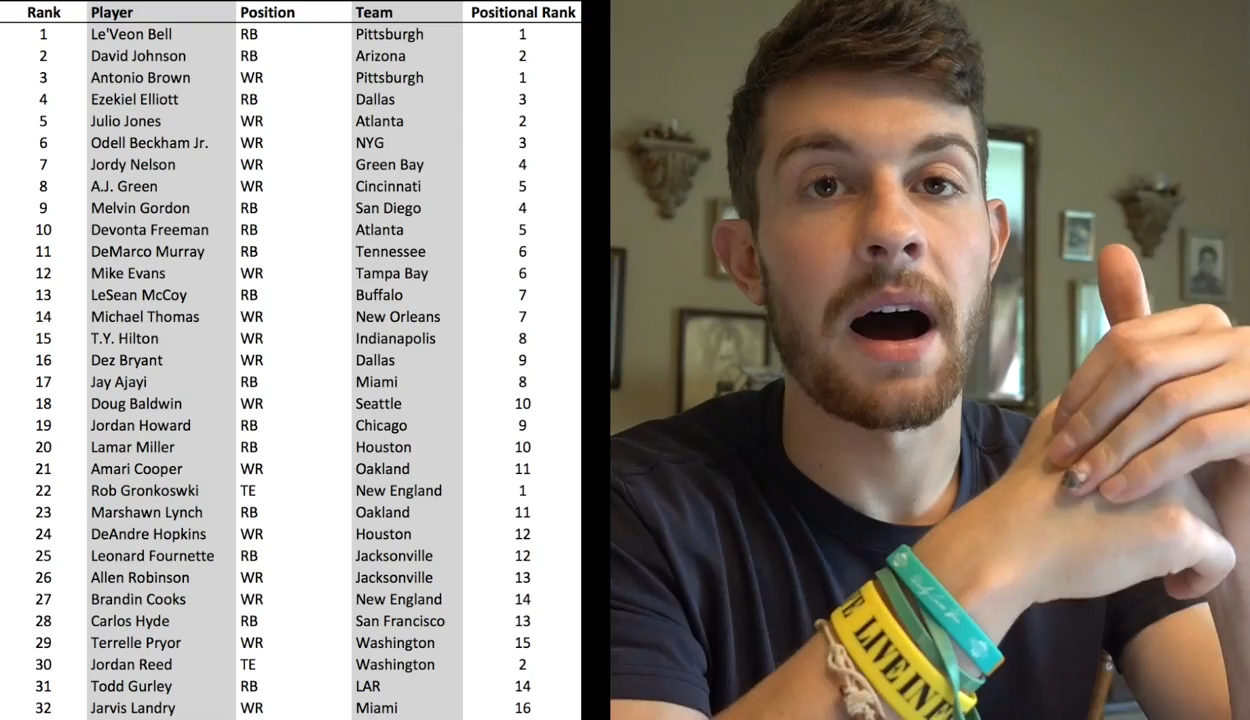 Rank Player Position Team Positional Rank
1 Le'Veon Bell RB Pittsburgh 1
2 David Johnson RB Arizona 2
3 Antonio Brown WR Pittsburgh 1
4 Ezekiel Elliott RB Dallas 3
5 Julio Jones WR Atlanta 2
6 Odell Beckham Jr. WR NYG 3
7 Jordy Nelson WR Green Bay 4
8 A.J. Green WR Cincinnati 5
9 Melvin Gordon RB San Diego 4
10 Devonta Freeman RB Atlanta 5
11 DeMarco Murray RB Tennessee 6
12 Mike Evans WR Tampa Bay 6
13 LeSean McCoy RB Buffalo 7
14 Michael Thomas WR New Orleans 7
15 T.Y. Hilton WR Indianapolis 8
16 Dez Bryant WR Dallas 9
17 Jay Ajayi RB Miami 8
18 Doug Baldwin WR Seattle 10
19 Jordan Howard RB Chicago 9
20 Lamar Miller RB Houston 10
21 Amari Cooper WR Oakland 11
22 Rob Gronkoswki TE New England 1
23 Marshawn Lynch RB Oakland 11
24 DeAndre Hopkins WR Houston 12
25 Leonard Fournette RB Jacksonville 12
26 Allen Robinson WR Jacksonville 13
27 Brandin Cooks WR New England 14
28 Carlos Hyde RB San Francisco 13
29 Terrelle Pryor WR Washington 15
30 Jordan Reed TE Washington 2
31 Todd Gurley RB LAR 14
32 Jarvis Landry WR Miami 16
LIVE IN